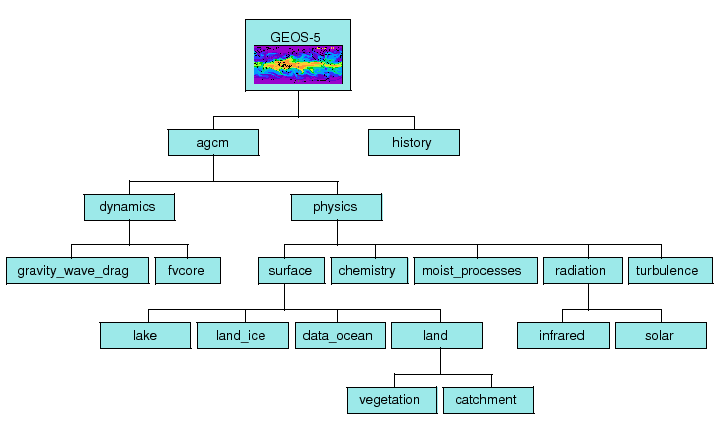 GEOS-5
agcm
history
dynamics
physics
gravity_wave_drag
fvcore
surface
chemistry
moist_processes
radiation
turbulence
lake
land_ice
data_ocean
land
infrared
solar
vegetation
catchment